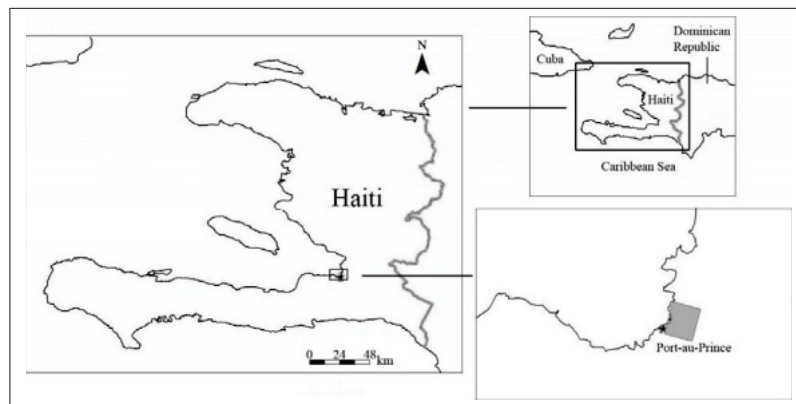 N
Haiti
0 24 48
km
Dominican
Republic
Cuba
Haiti
Caribbean Sea
Port-au-Prince